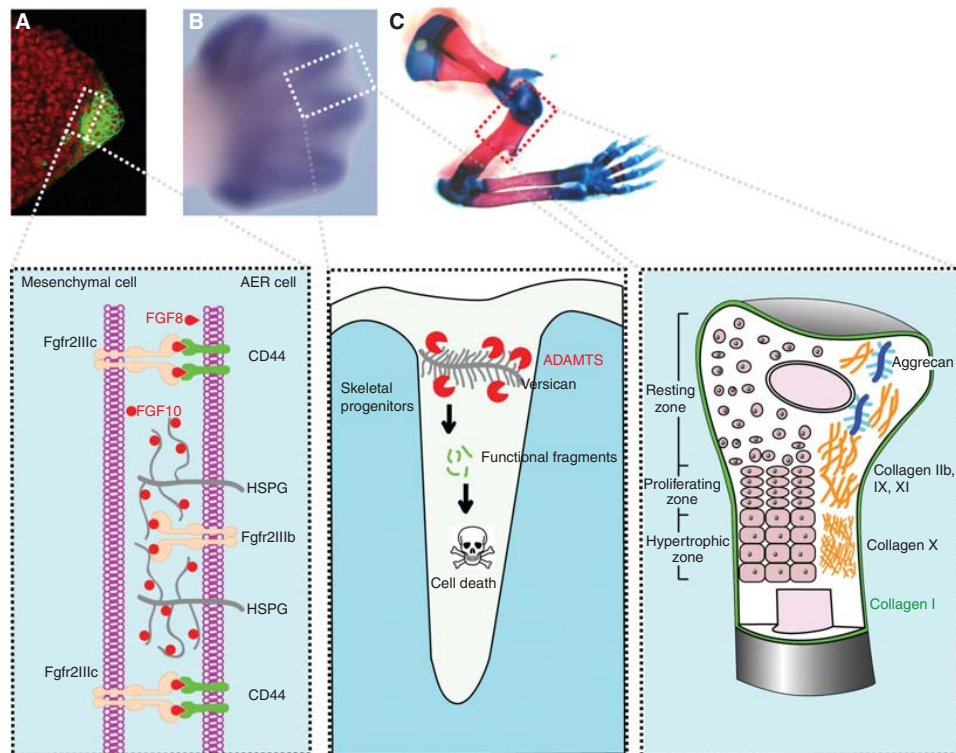 A
B
C
Mesenchymal cell
AER cell
FGF8
Fgfr2IIIc
CD44
FGF10
HSPG
Fgfr2IIIb
HSPG
Fgfr2IIIc
CD44
ADAMTS
Versican
Skeletal
progenitors
Functional fragments
Cell death
Resting
zone
Proliferating
zone
Hypertrophic
zone
Aggrecan
Collagen IIb,
IX, XI
Collagen X
Collagen I